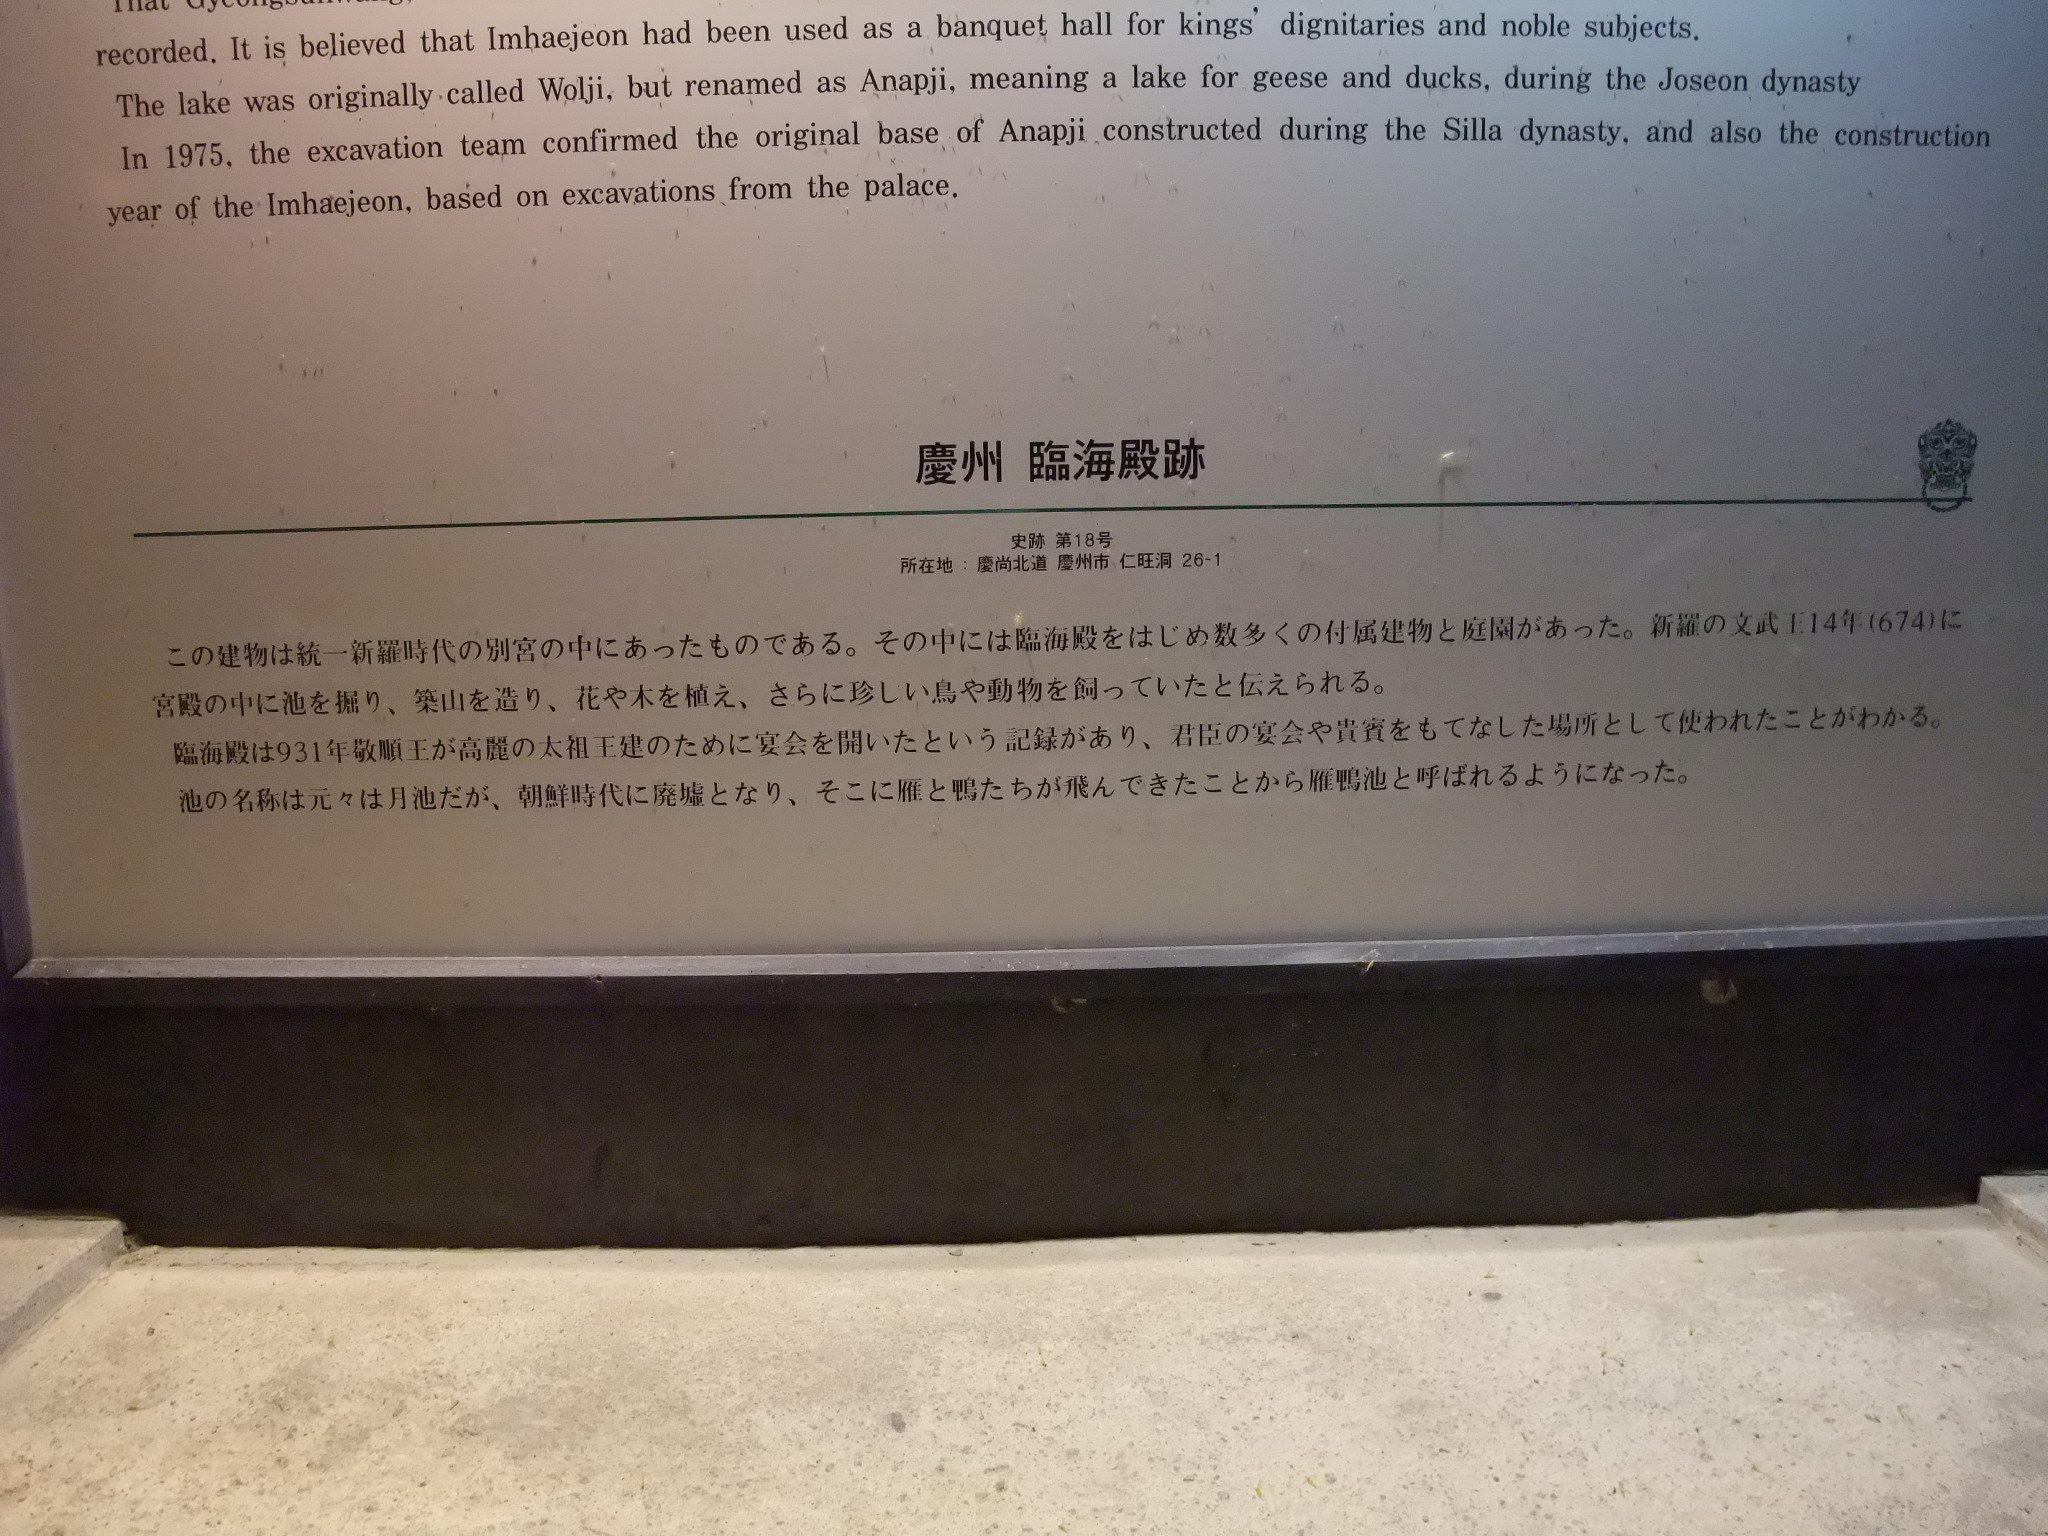 That
recorded. It is believed that Imhaejeon had been used as a banquet hall for kings' dignitaries and noble subjects.
The lake was originally called Wolji, but renamed as Anapji, meaning a lake for geese and ducks, during the Joseon dynasty
In 1975, the excavation team confirmed the original base of Anapji constructed during the Silla dynasty, and also the construction
year of the Imhaejeon, based on excavations from the palace.
慶州 臨海殿跡
史跡 第18号
所在地 : 慶尚北道 慶州市 仁旺洞 26-1
この建物は統一新羅時代の別宮の中にあったものである。その中には臨海殿をはじめ数多くの付属建物と庭園があった。新羅の文武王14年(674)に
宮殿の中に池を掘り、築山を造り、花や木を植え、さらに珍しい鳥や動物を飼っていたと伝えられる。
臨海殿は931年敬順王が高麗の太祖王建のために宴会を開いたという記録があり、君臣の宴会や貴賓をもてなした場所として使われたことがわかる。
池の名称は元々は月池だが、朝鮮時代に廃墟となり、そこに雁と鴨たちが飛んできたことから雁鴨池と呼ばれるようになった。